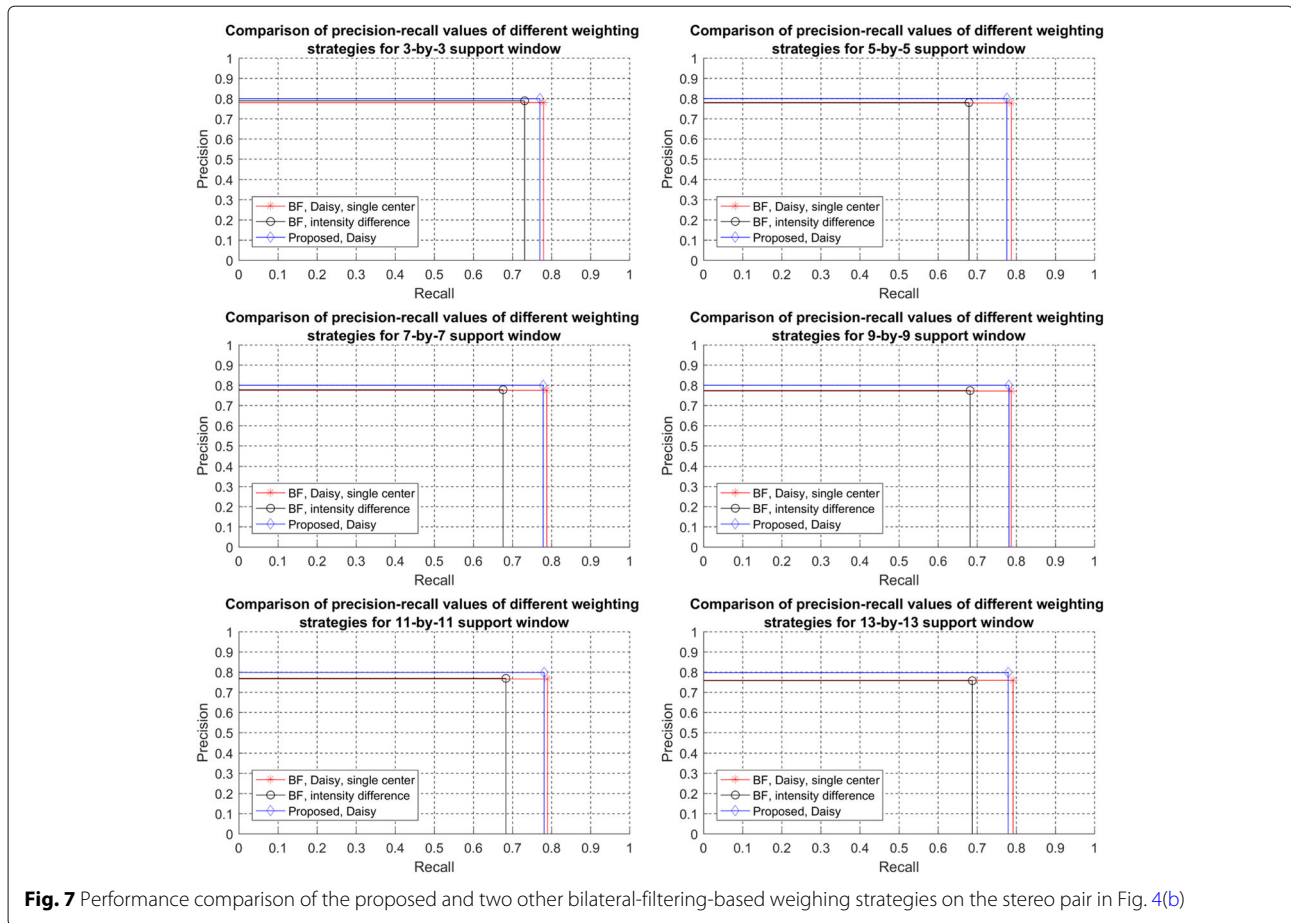 Comparison of precision-recall values of different weighting
strategies for 3-by-3 support window
1
0.9
0.8
0.7
0.6
0.5
0.4
0.3
0.2
0.1
0
Precision
BF, Daisy, single center
BF, intensity difference
Proposed, Daisy
0 0.1 0.2 0.3 0.4 0.5 0.6 0.7 0.8 0.9 1
Recall
Comparison of precision-recall values of different weighting
strategies for 5-by-5 support window
1
0.9
0.8
0.7
0.6
0.5
0.4
0.3
0.2
0.1
0
Precision
BF, Daisy, single center
BF, intensity difference
Proposed, Daisy
0 0.1 0.2 0.3 0.4 0.5 0.6 0.7 0.8 0.9 1
Recall
Comparison of precision-recall values of different weighting
strategies for 7-by-7 support window
1
0.9
0.8
0.7
0.6
0.5
0.4
0.3
0.2
0.1
0
Precision
BF, Daisy, single center
BF, intensity difference
Proposed, Daisy
0 0.1 0.2 0.3 0.4 0.5 0.6 0.7 0.8 0.9 1
Recall
Comparison of precision-recall values of different weighting
strategies for 9-by-9 support window
1
0.9
0.8
0.7
0.6
0.5
0.4
0.3
0.2
0.1
0
Precision
BF, Daisy, single center
BF, intensity difference
Proposed, Daisy
0 0.1 0.2 0.3 0.4 0.5 0.6 0.7 0.8 0.9 1
Recall
Comparison of precision-recall values of different weighting
strategies for 11-by-11 support window
1
0.9
0.8
0.7
0.6
0.5
0.4
0.3
0.2
0.1
0
Precision
BF, Daisy, single center
BF, intensity difference
Proposed, Daisy
0 0.1 0.2 0.3 0.4 0.5 0.6 0.7 0.8 0.9 1
Recall
Comparison of precision-recall values of different weighting
strategies for 13-by-13 support window
1
0.9
0.8
0.7
0.6
0.5
0.4
0.3
0.2
0.1
0
Precision
BF, Daisy, single center
BF, intensity difference
Proposed, Daisy
0 0.1 0.2 0.3 0.4 0.5 0.6 0.7 0.8 0.9 1
Recall
Fig. 7 Performance comparison of the proposed and two other bilateral-filtering-based weighing strategies on the stereo pair in Fig. 4(b)